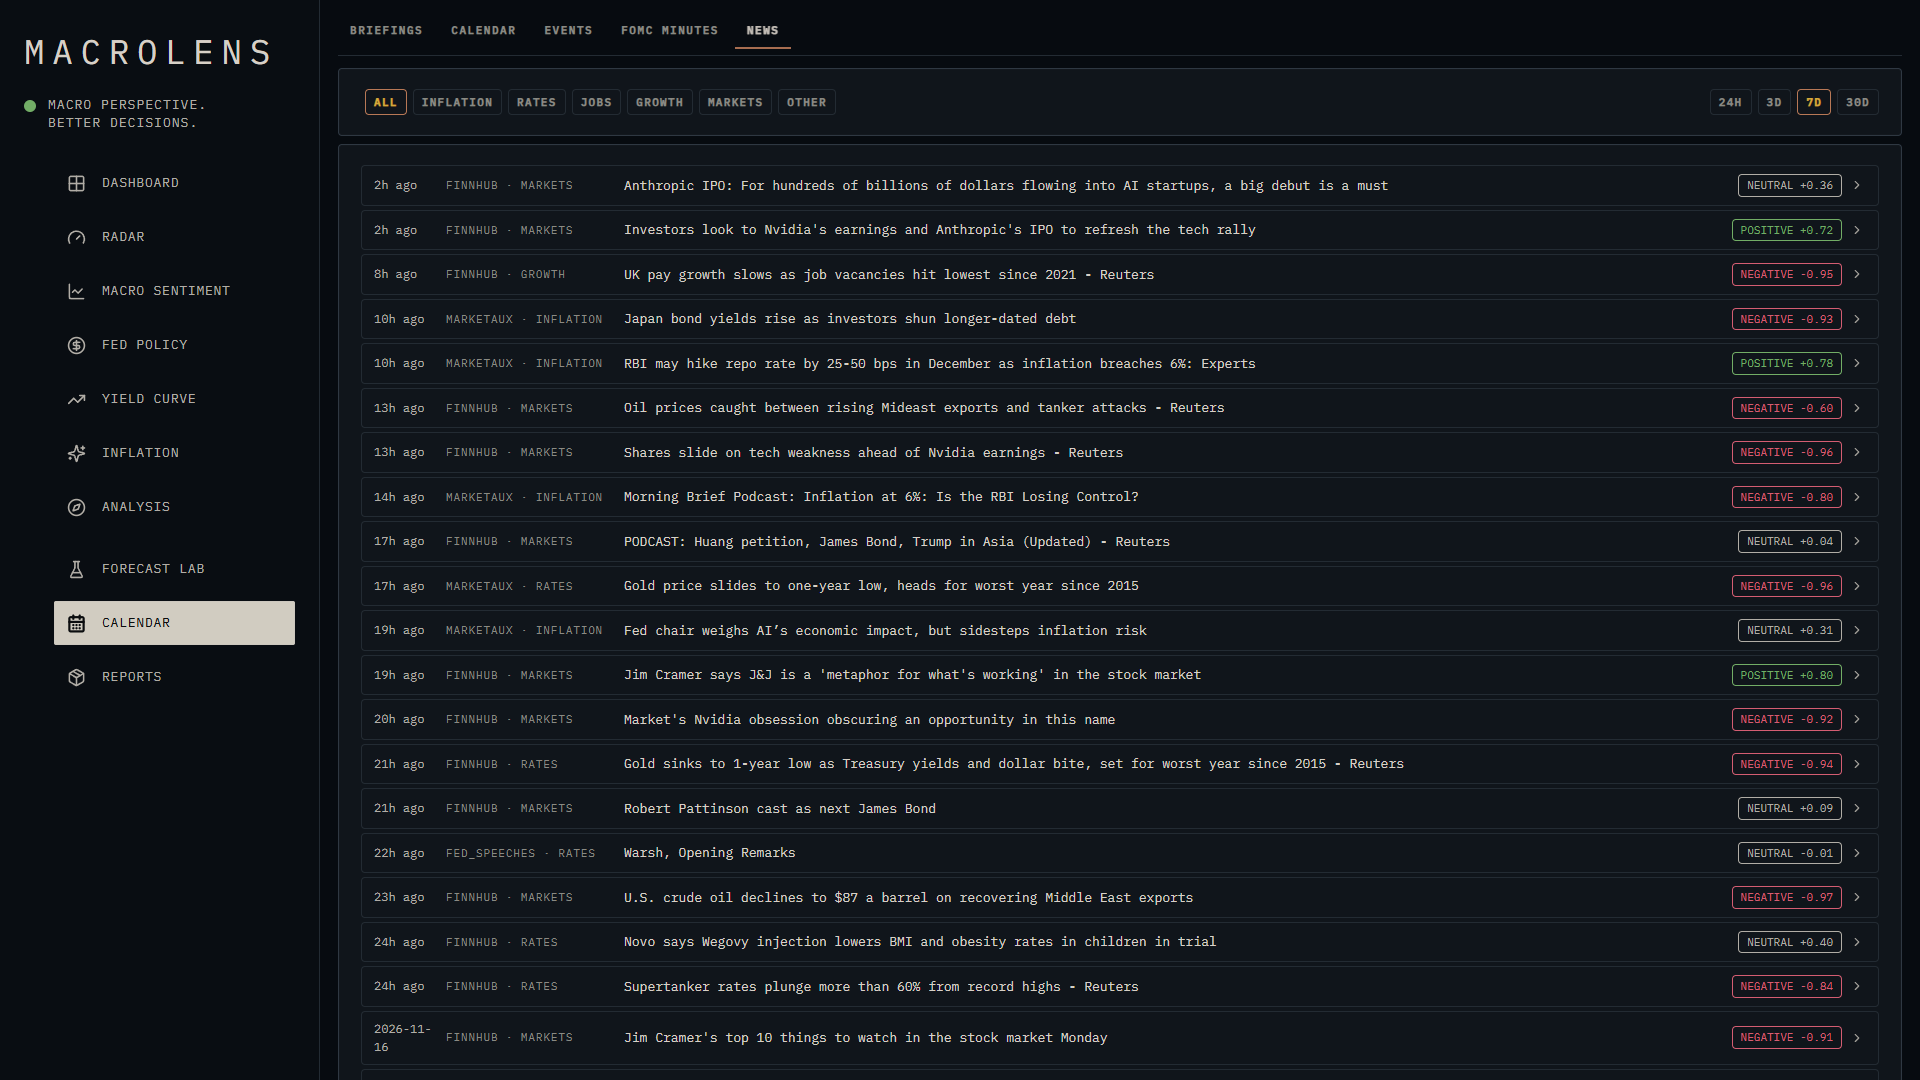 MACROLENS
MACRO PERSPECTIVE.
BETTER DECISIONS.
DASHBOARD
RADAR
MACRO SENTIMENT
FED POLICY
YIELD CURVE
INFLATION
ANALYSIS
FORECAST LAB
CALENDAR
REPORTS
BRIEFINGS CALENDAR EVENTS FOMC MINUTES NEWS
ALL INFLATION RATES JOBS GROWTH MARKETS OTHER 24H 3D 7D 30D
2h ago FINNHUB · MARKETS Anthropic IPO: For hundreds of billions of dollars flowing into AI startups, a big debut is a must NEUTRAL +0.36
2h ago FINNHUB · MARKETS Investors look to Nvidia's earnings and Anthropic's IPO to refresh the tech rally POSITIVE +0.72
8h ago FINNHUB · GROWTH UK pay growth slows as job vacancies hit lowest since 2021 - Reuters NEGATIVE -0.95
10h ago MARKETAUX · INFLATION Japan bond yields rise as investors shun longer-dated debt NEGATIVE -0.93
10h ago MARKETAUX · INFLATION RBI may hike repo rate by 25-50 bps in December as inflation breaches 6%: Experts POSITIVE +0.78
13h ago FINNHUB · MARKETS Oil prices caught between rising Mideast exports and tanker attacks - Reuters NEGATIVE -0.60
13h ago FINNHUB · MARKETS Shares slide on tech weakness ahead of Nvidia earnings - Reuters NEGATIVE -0.96
14h ago MARKETAUX · INFLATION Morning Brief Podcast: Inflation at 6%: Is the RBI Losing Control? NEGATIVE -0.80
17h ago FINNHUB · MARKETS PODCAST: Huang petition, James Bond, Trump in Asia (Updated) - Reuters NEUTRAL +0.04
17h ago MARKETAUX · RATES Gold price slides to one-year low, heads for worst year since 2015 NEGATIVE -0.96
19h ago MARKETAUX · INFLATION Fed chair weighs AI’s economic impact, but sidesteps inflation risk NEUTRAL +0.31
19h ago FINNHUB · MARKETS Jim Cramer says J&J is a 'metaphor for what's working' in the stock market POSITIVE +0.80
20h ago FINNHUB · MARKETS Market's Nvidia obsession obscuring an opportunity in this name NEGATIVE -0.92
21h ago FINNHUB · RATES Gold sinks to 1-year low as Treasury yields and dollar bite, set for worst year since 2015 - Reuters NEGATIVE -0.94
21h ago FINNHUB · MARKETS Robert Pattinson cast as next James Bond NEUTRAL +0.09
22h ago FED_SPEECHES · RATES Warsh, Opening Remarks NEUTRAL -0.01
23h ago FINNHUB · MARKETS U.S. crude oil declines to $87 a barrel on recovering Middle East exports NEGATIVE -0.97
24h ago FINNHUB · RATES Novo says Wegovy injection lowers BMI and obesity rates in children in trial NEUTRAL +0.40
24h ago FINNHUB · RATES Supertanker rates plunge more than 60% from record highs - Reuters NEGATIVE -0.84
2026-11-
16 FINNHUB · MARKETS Jim Cramer's top 10 things to watch in the stock market Monday NEGATIVE -0.91